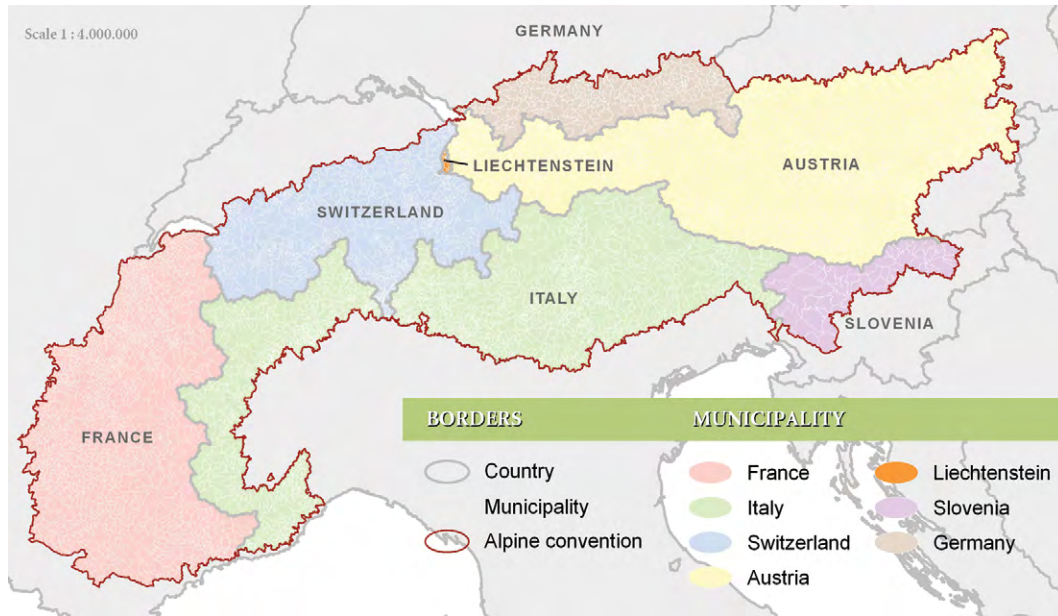 Scale 1 : 4.000.000
GERMANY
LIECHTENSTEIN
AUSTRIA
SWITZERLAND
ITALY
SLOVENIA
FRANCE
BORDERS
Country
Municipality
Alpine convention
MUNICIPALITY
France
Italy
Switzerland
Austria
Liechtenstein
Slovenia
Germany